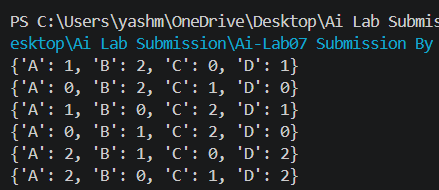 PS C:\Users\yashm\OneDrive\Desktop\Ai Lab Submis
esktop\Ai Lab Submission\Ai-Lab07 Submission By
{'A': 1, 'B': 2, 'C': 0, 'D': 1}
{'A': 0, 'B': 2, 'C': 1, 'D': 0}
{'A': 1, 'B': 0, 'C': 2, 'D': 1}
{'A': 0, 'B': 1, 'C': 2, 'D': 0}
{'A': 2, 'B': 1, 'C': 0, 'D': 2}
{'A': 2, 'B': 0, 'C': 1, 'D': 2}